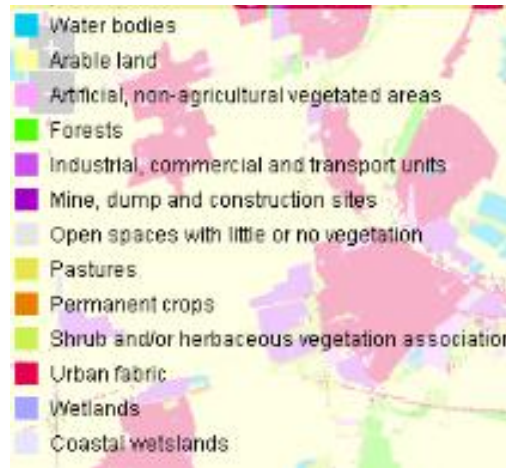 Water bodies
Arable land
Artificial, non-agricultural vegetated areas
Forests
Industrial, commercial and transport units
Mine, dump and construction sites
Open spaces with little or no vegetation
Pastures
Permanent crops
Shrub and/or herbaceous vegetation association
Urban fabric
Wetlands
Coastal wetslands